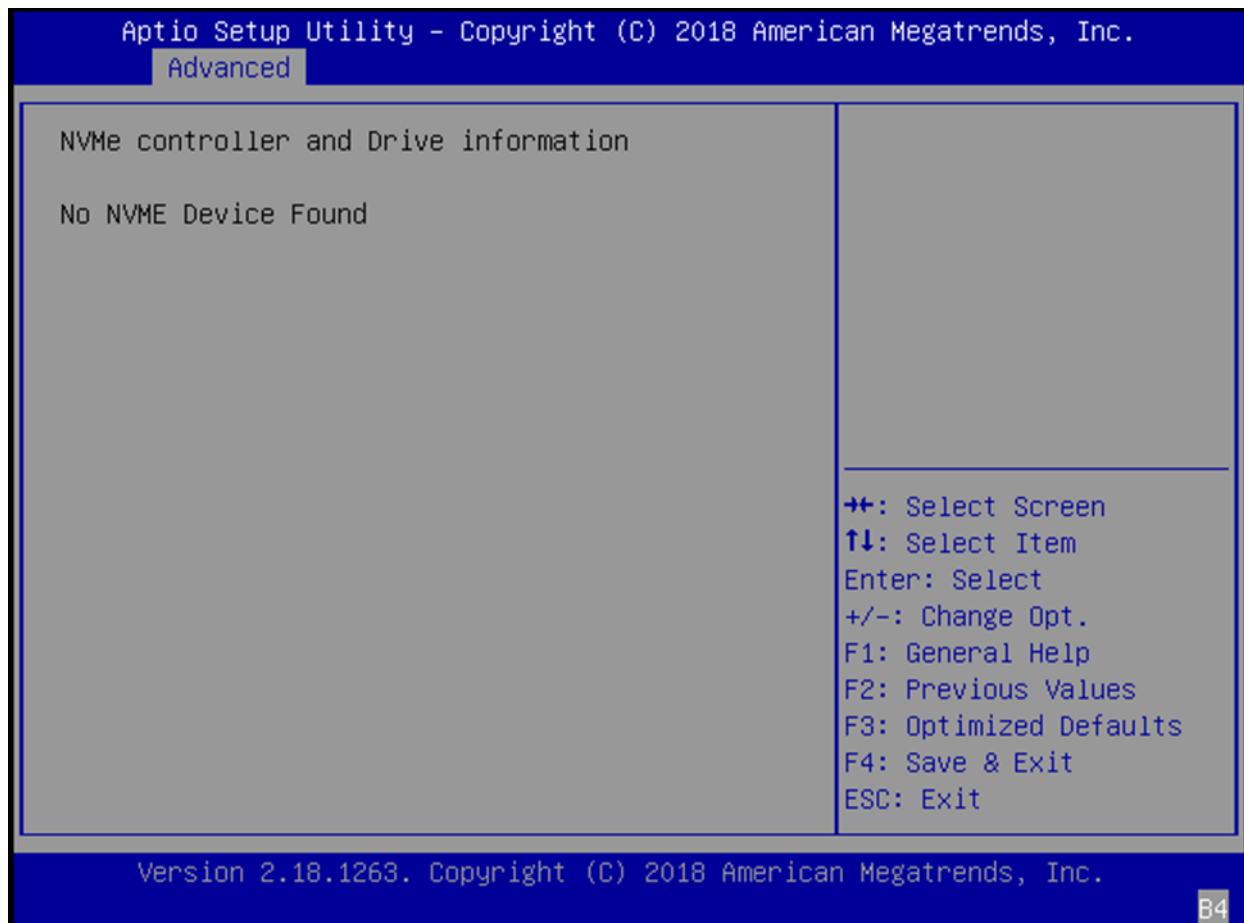 Aptio Setup Utility – Copyright (C) 2018 American Megatrends, Inc.
Advanced
NVMe controller and Drive information
No NVME Device Found
→←: Select Screen
↑↓: Select Item
Enter: Select
+/-: Change Opt.
F1: General Help
F2: Previous Values
F3: Optimized Defaults
F4: Save & Exit
ESC: Exit
Version 2.18.1263. Copyright (C) 2018 American Megatrends, Inc.
B4